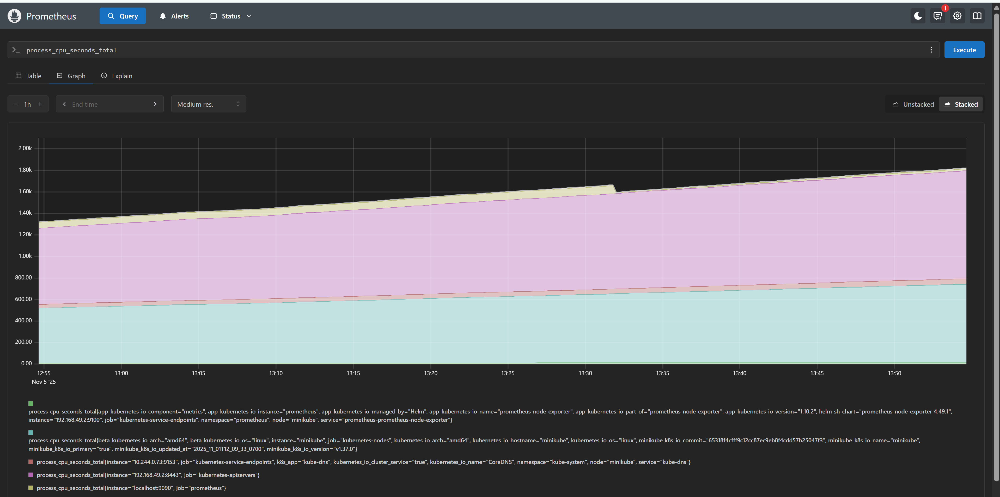 Prometheus Query Alerts Status 1
process_cpu_seconds_total Execute
Table Graph Explain
1h End time Medium res. Unstacked Stacked
2.00k
1.80k
1.60k
1.40k
1.20k
1.00k
800.00
600.00
400.00
200.00
0.00
12:55 13:00 13:05 13:10 13:15 13:20 13:25 13:30 13:35 13:40 13:45 13:50
Nov 5 '25
process_cpu_seconds_total{app_kubernetes_io_component="metrics", app_kubernetes_io_instance="prometheus", app_kubernetes_io_managed_by="Helm", app_kubernetes_io_name="prometheus-node-exporter", app_kubernetes_io_part_of="prometheus-node-exporter", app_kubernetes_io_version="1.10.2", helm_sh_chart="prometheus-node-exporter-4.49.1",
instance="192.168.49.2:9100", job="kubernetes-service-endpoints", namespace="prometheus", node="minikube", service="prometheus-prometheus-node-exporter"}
process_cpu_seconds_total{beta_kubernetes_io_arch="amd64", beta_kubernetes_io_os="linux", instance="minikube", job="kubernetes-nodes", kubernetes_io_arch="amd64", kubernetes_io_hostname="minikube", kubernetes_io_os="linux", minikube_k8s_io_commit="65318f4cfff9c12cc87ec9eb8f4cdd57b25047f3", minikube_k8s_io_name="minikube",
minikube_k8s_io_primary="true", minikube_k8s_io_updated_at="2025_11_01T12_09_33_0700", minikube_k8s_io_version="v1.37.0"}
process_cpu_seconds_total{instance="10.244.0.73:9153", job="kubernetes-service-endpoints", k8s_app="kube-dns", kubernetes_io_cluster_service="true", kubernetes_io_name="CoreDNS", namespace="kube-system", node="minikube", service="kube-dns"}
process_cpu_seconds_total{instance="192.168.49.2:8443", job="kubernetes-apiservers"}
process_cpu_seconds_total{instance="localhost:9090", job="prometheus"}